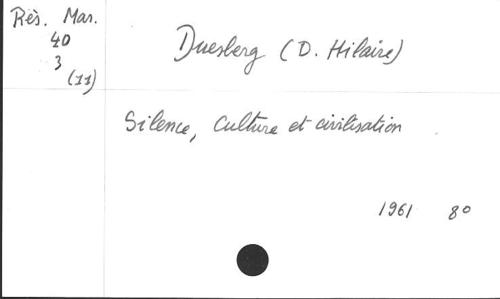 Rès. Mar.
40
3
(11)
Duesberg (D. Hilaire)
Silence, Culture et civilisation
1961 8°